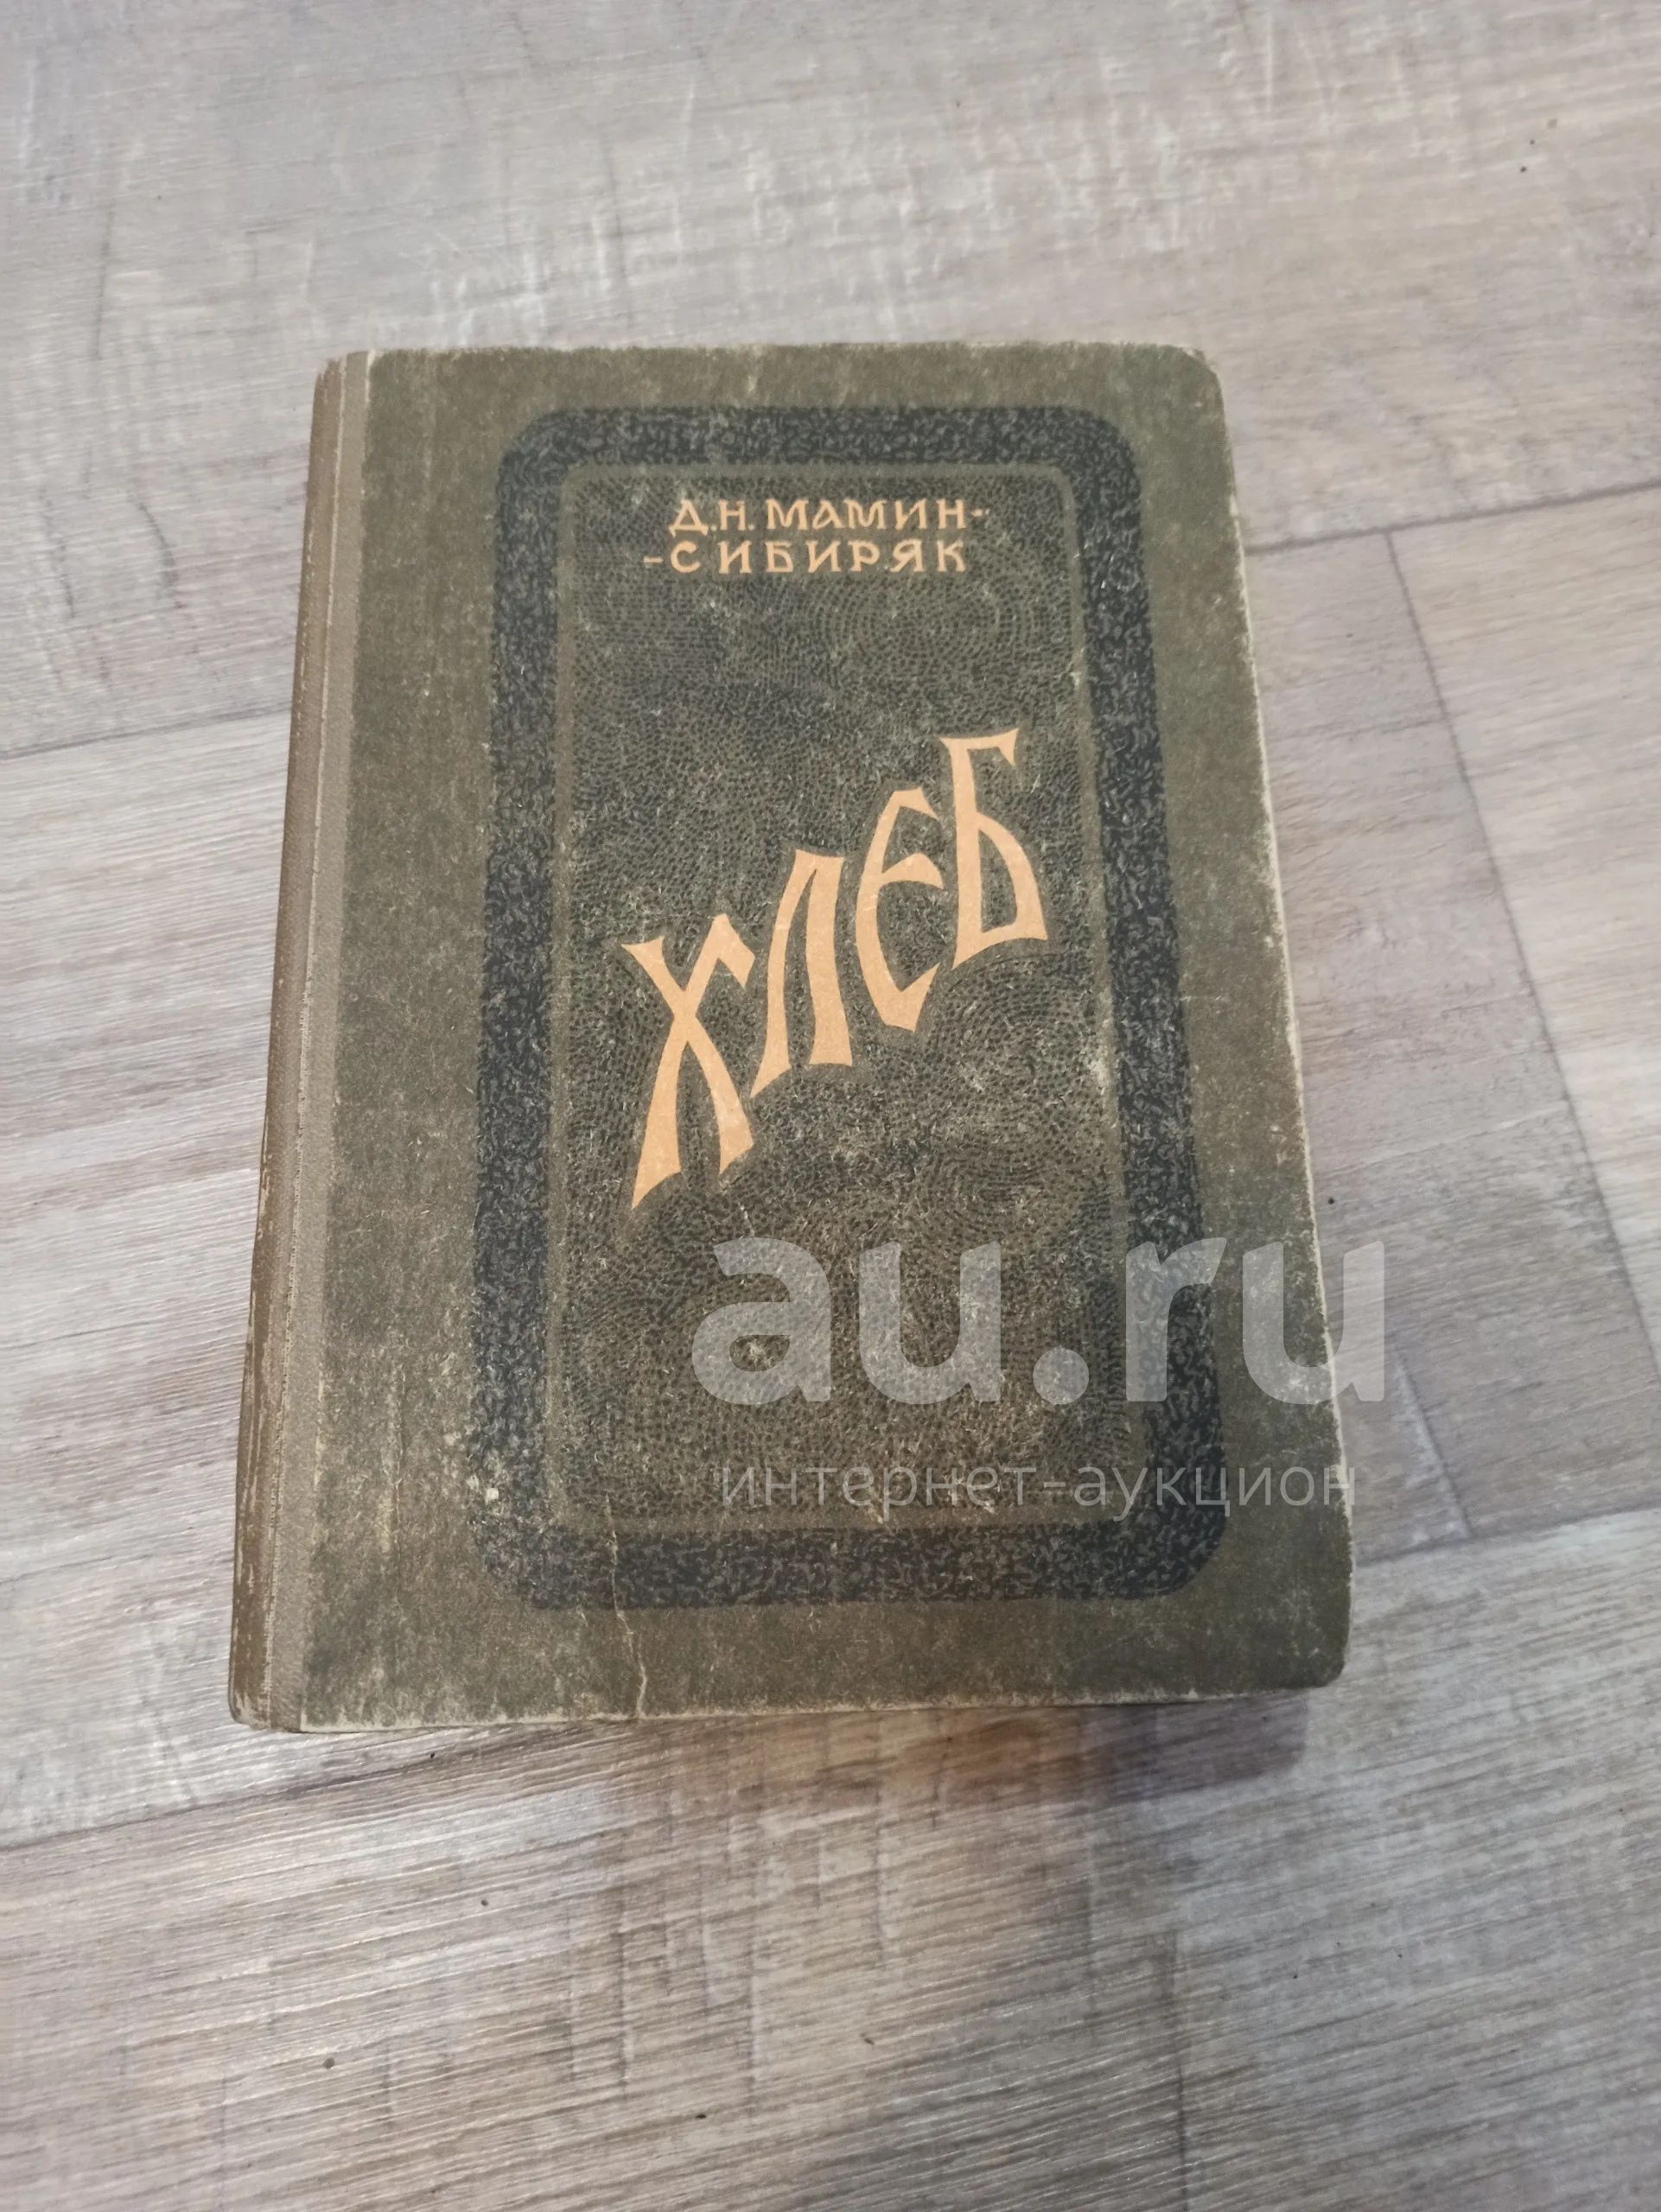 Д.Н. МАМИН-
-СИБИРЯК
ХЛЕБ
au.ru
интернет-аукцион